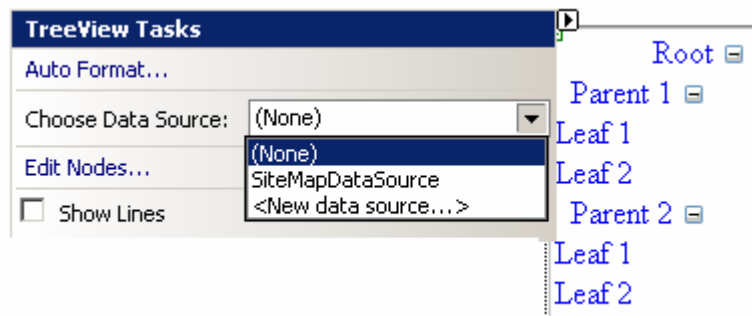 TreeView Tasks
Auto Format...
Choose Data Source: (None)
(None)
SiteMapDataSource
<New data source...>
Edit Nodes...
Show Lines
Root
Parent 1
Leaf 1
Leaf 2
Parent 2
Leaf 1
Leaf 2